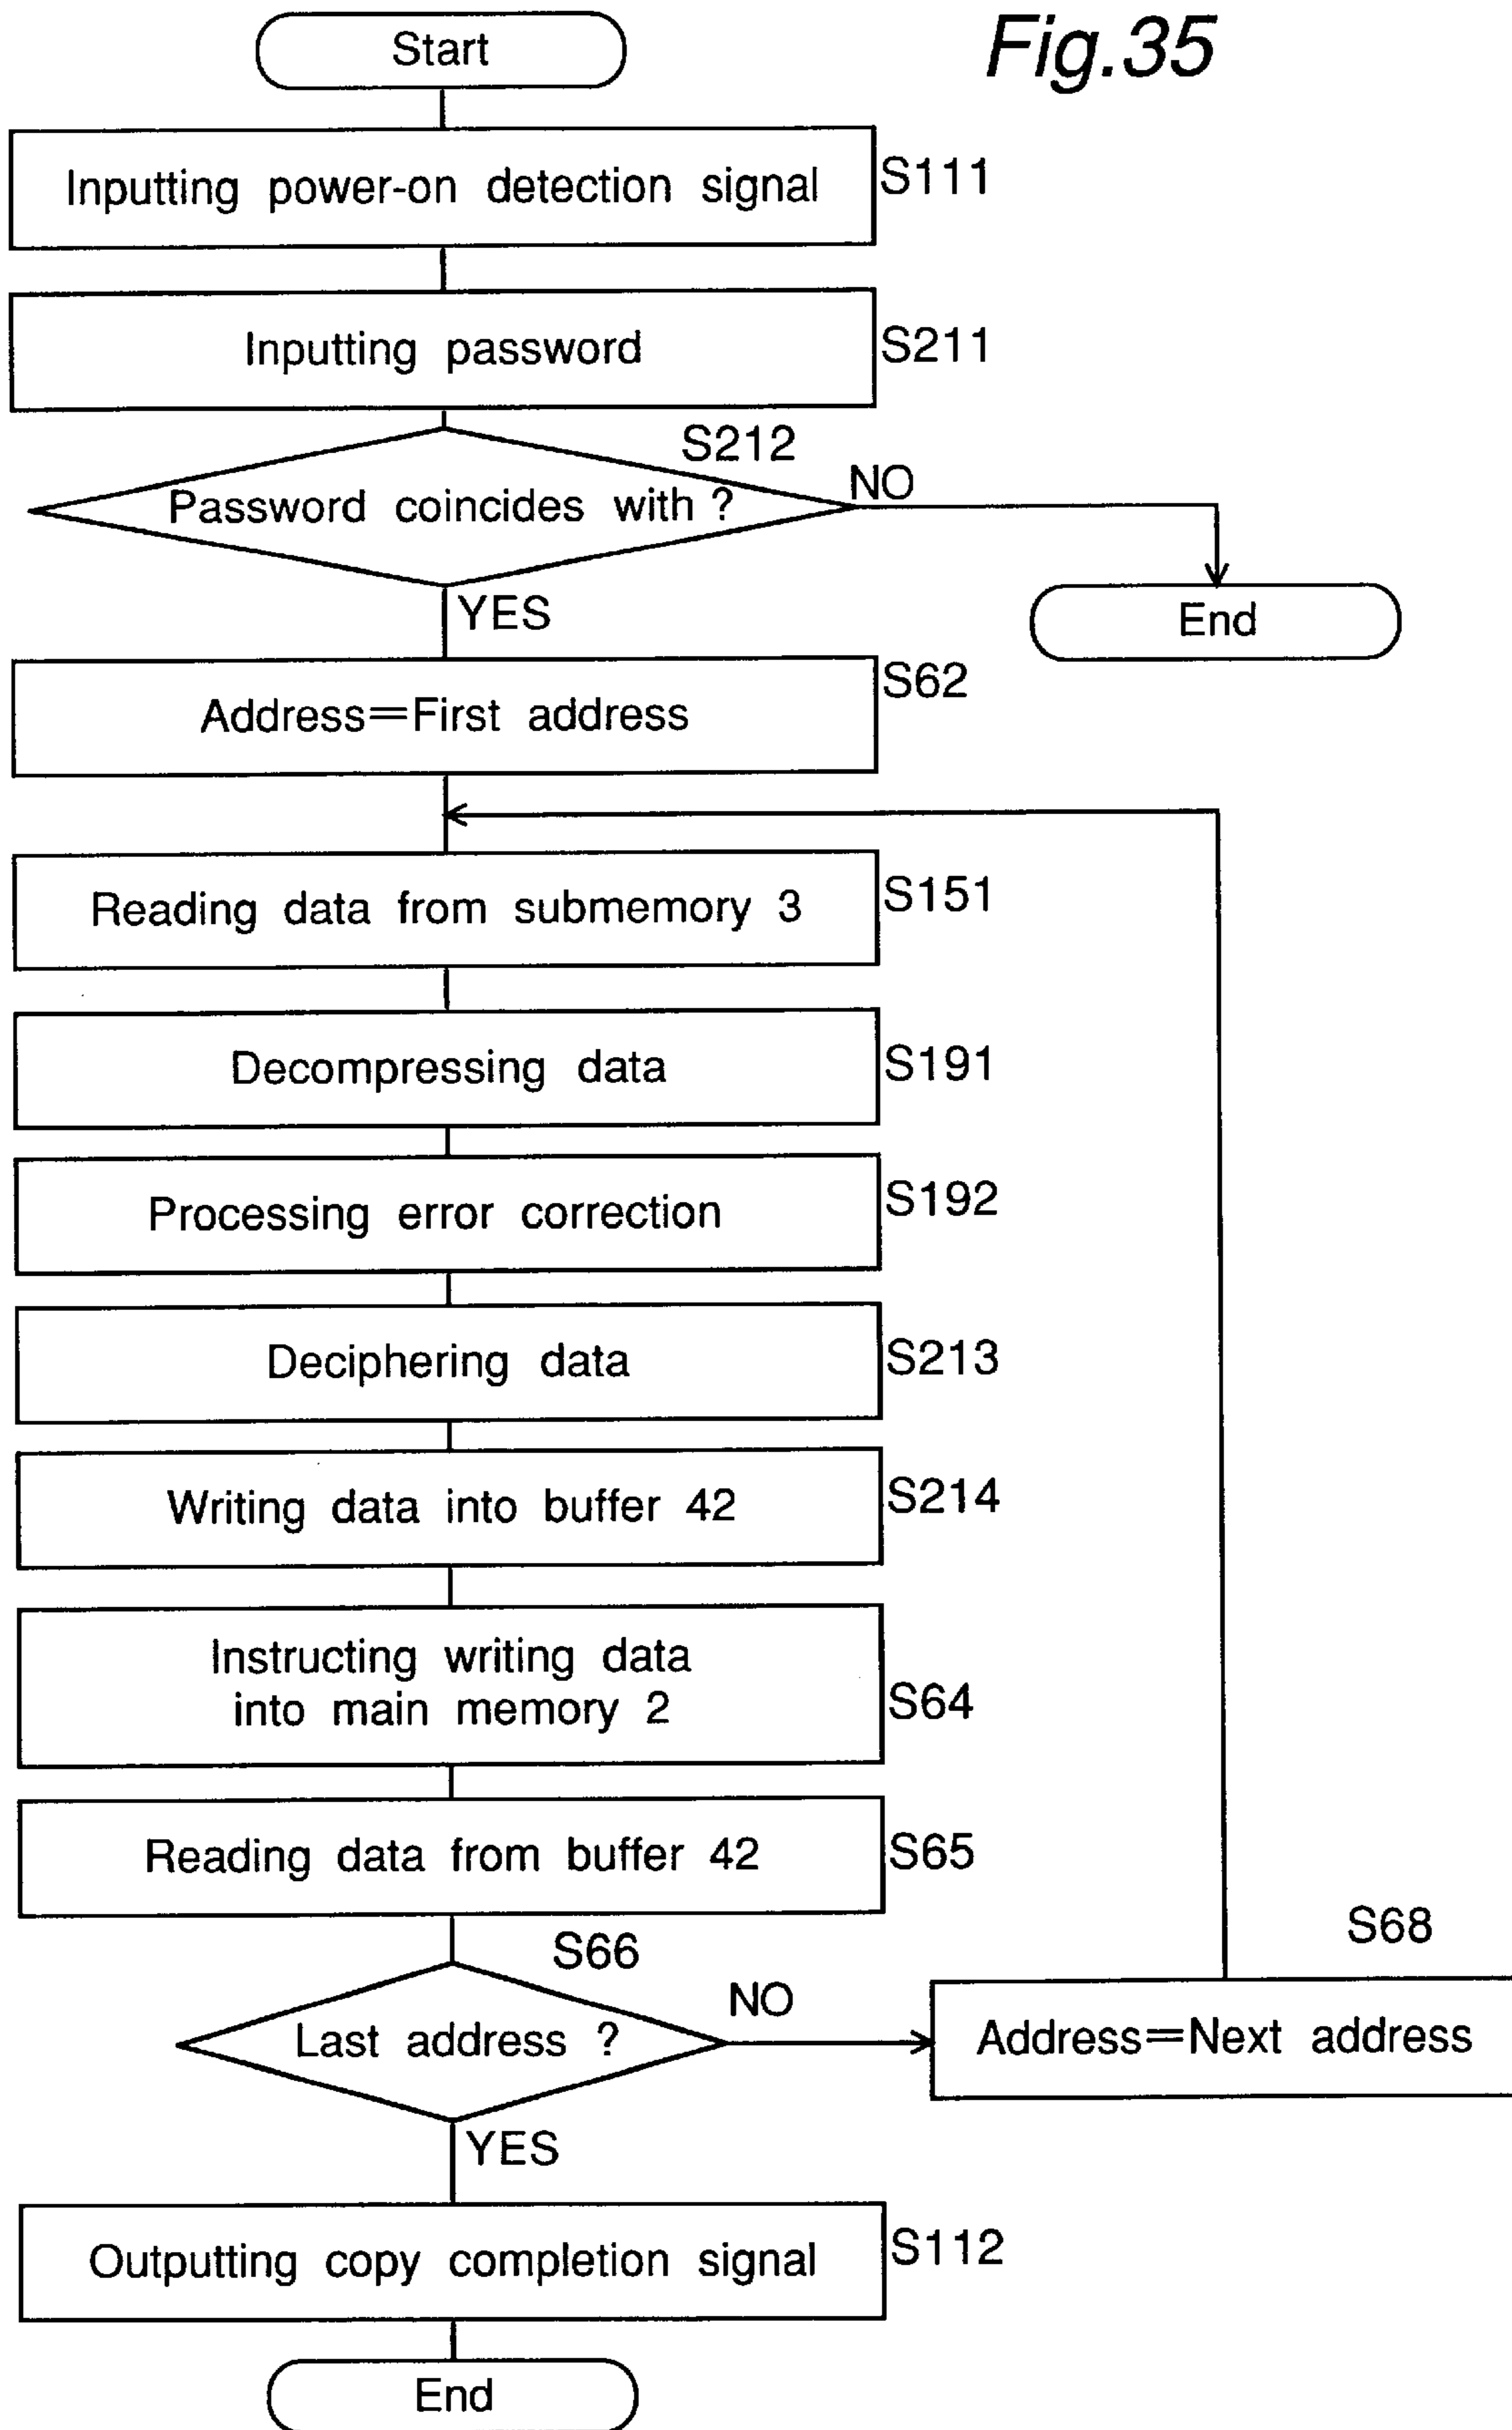 Fig.35
Start
Inputting power-on detection signal
S111
Inputting password
S211
S212
Password coincides with ?
NO
YES
End
Address=First address
S62
Reading data from submemory 3
S151
Decompressing data
S191
Processing error correction
S192
Deciphering data
S213
Writing data into buffer 42
S214
Instructing writing data
into main memory 2
S64
Reading data from buffer 42
S65
S66
Last address ?
NO
S68
Address=Next address
YES
Outputting copy completion signal
S112
End